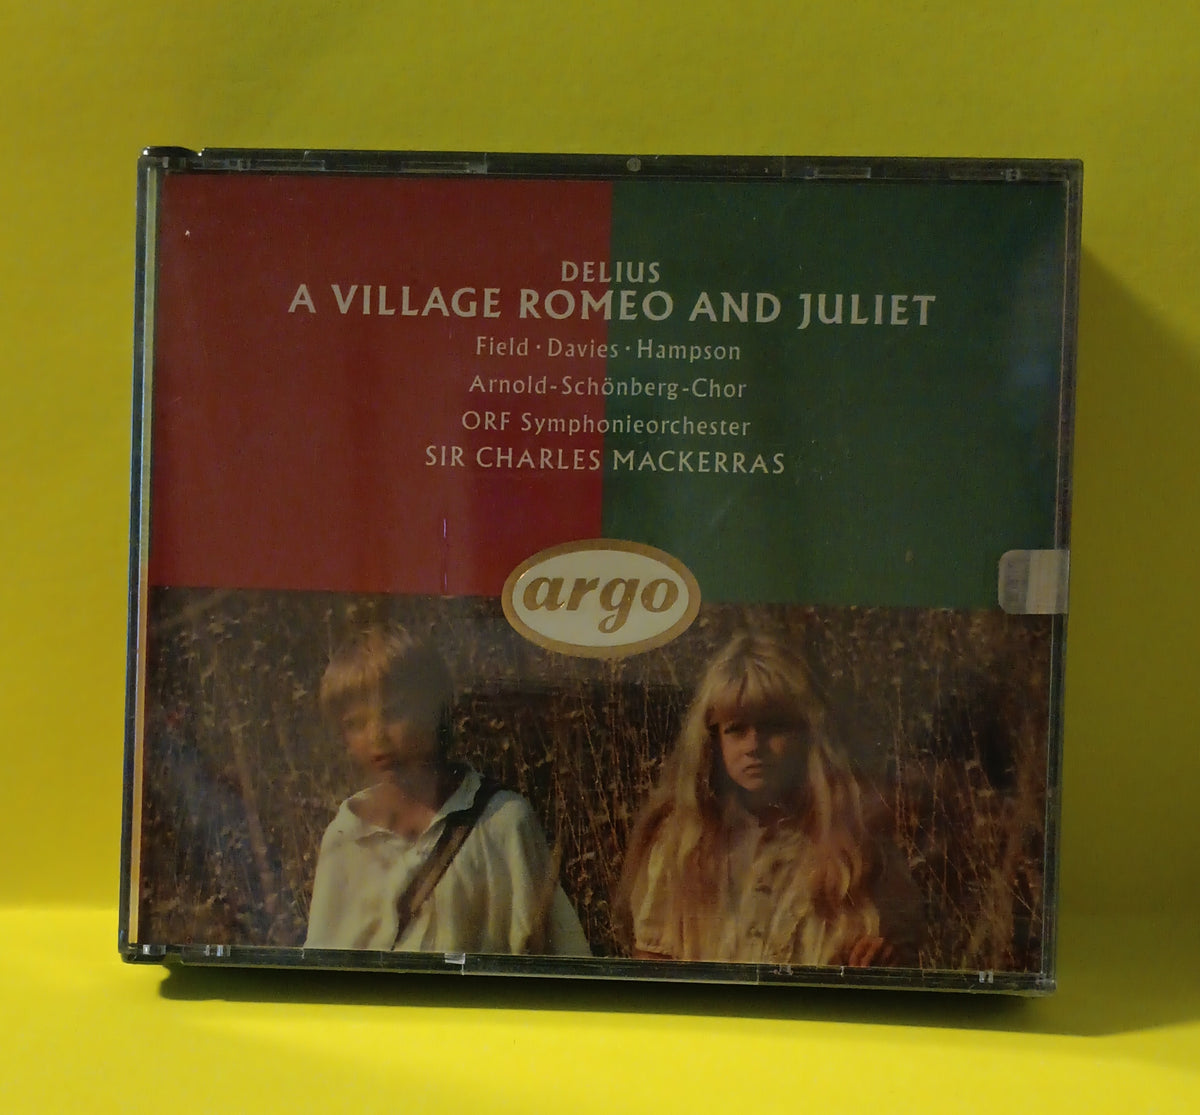 DELIUS
A VILLAGE ROMEO AND JULIET
Field · Davies · Hampson
Arnold-Schönberg-Chor
ORF Symphonieorchester
SIR CHARLES MACKERRAS
argo